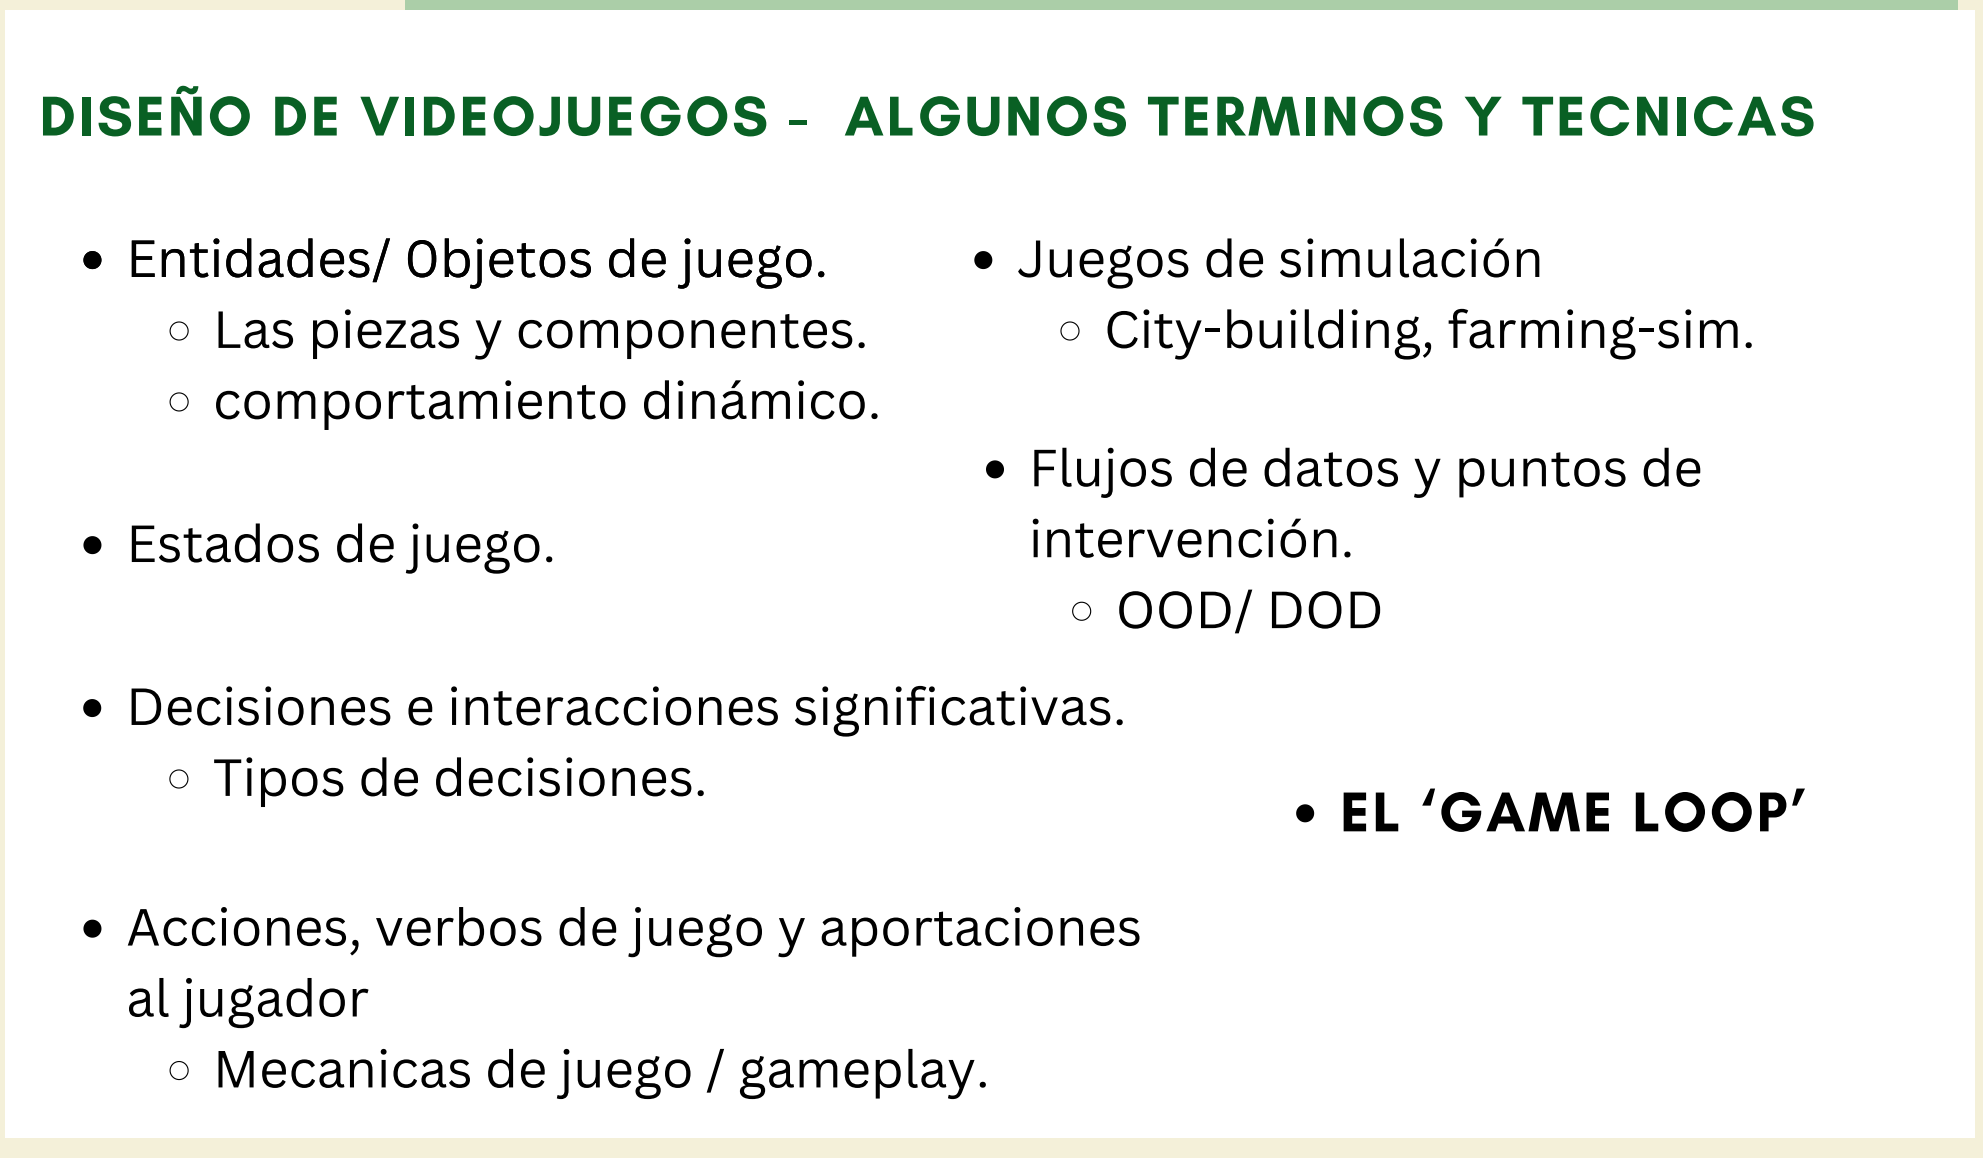 DISEÑO DE VIDEOJUEGOS - ALGUNOS TERMINOS Y TECNICAS
• Entidades/ Objetos de juego.
○ Las piezas y componentes.
○ comportamiento dinámico.
• Estados de juego.
• Decisiones e interacciones significativas.
○ Tipos de decisiones.
• Acciones, verbos de juego y aportaciones
al jugador
○ Mecanicas de juego / gameplay.
• Juegos de simulación
○ City-building, farming-sim.
• Flujos de datos y puntos de
intervención.
○ OOD/ DOD
• EL ‘GAME LOOP’